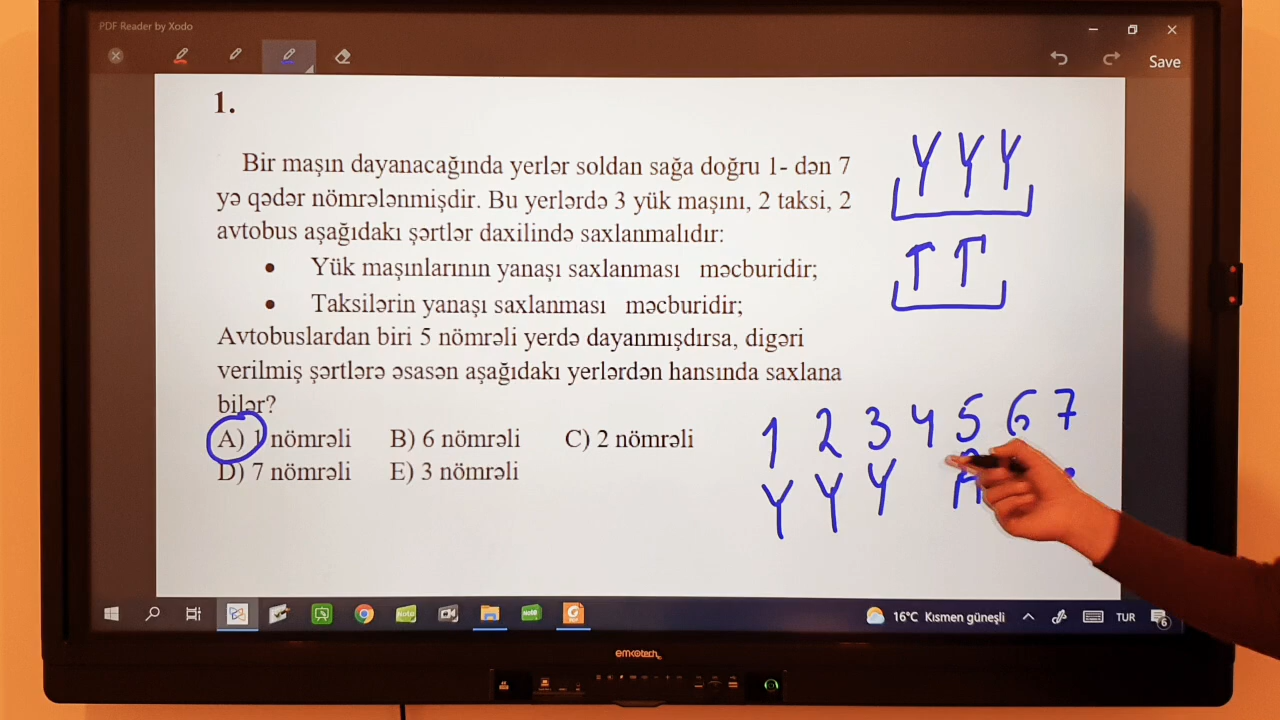 PDF Reader by Xodo
Save
1.
Bir maşın dayanacağında yerlər soldan sağa doğru 1- dən 7
yə qədər nömrələnmişdir. Bu yerlərdə 3 yük maşını, 2 taksi, 2
avtobus aşağıdakı şərtlər daxilində saxlanmalıdır:
• Yük maşınlarının yanaşı saxlanması məcburidir;
• Taksilərin yanaşı saxlanması məcburidir;
Avtobuslardan biri 5 nömrəli yerdə dayanmışdırsa, digəri
verilmiş şərtlərə əsasən aşağıdakı yerlərdən hansında saxlana
bilər?
A) 1 nömrəli B) 6 nömrəli C) 2 nömrəli
D) 7 nömrəli E) 3 nömrəli
Y Y Y
T T
1 2 3 4 5 6 7
Y Y Y A
16°C Kısmen güneşli
TUR
6
emkotech